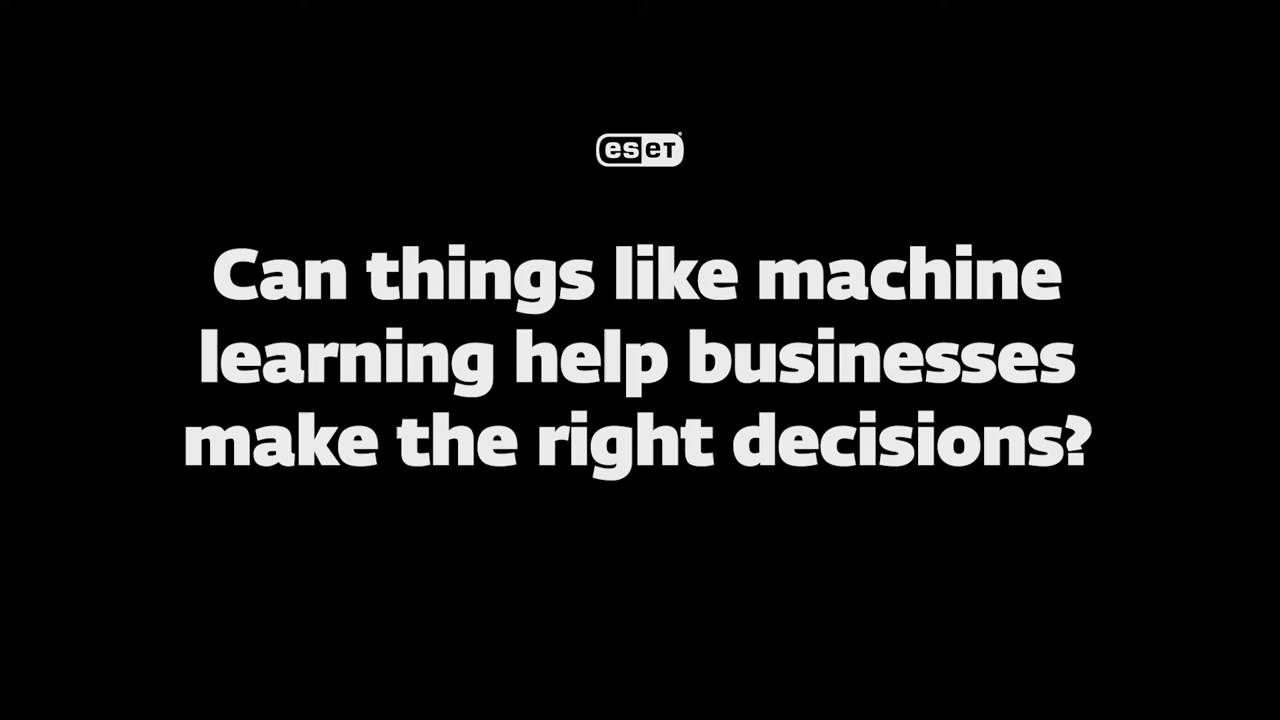 eset
Can things like machine
learning help businesses
make the right decisions?